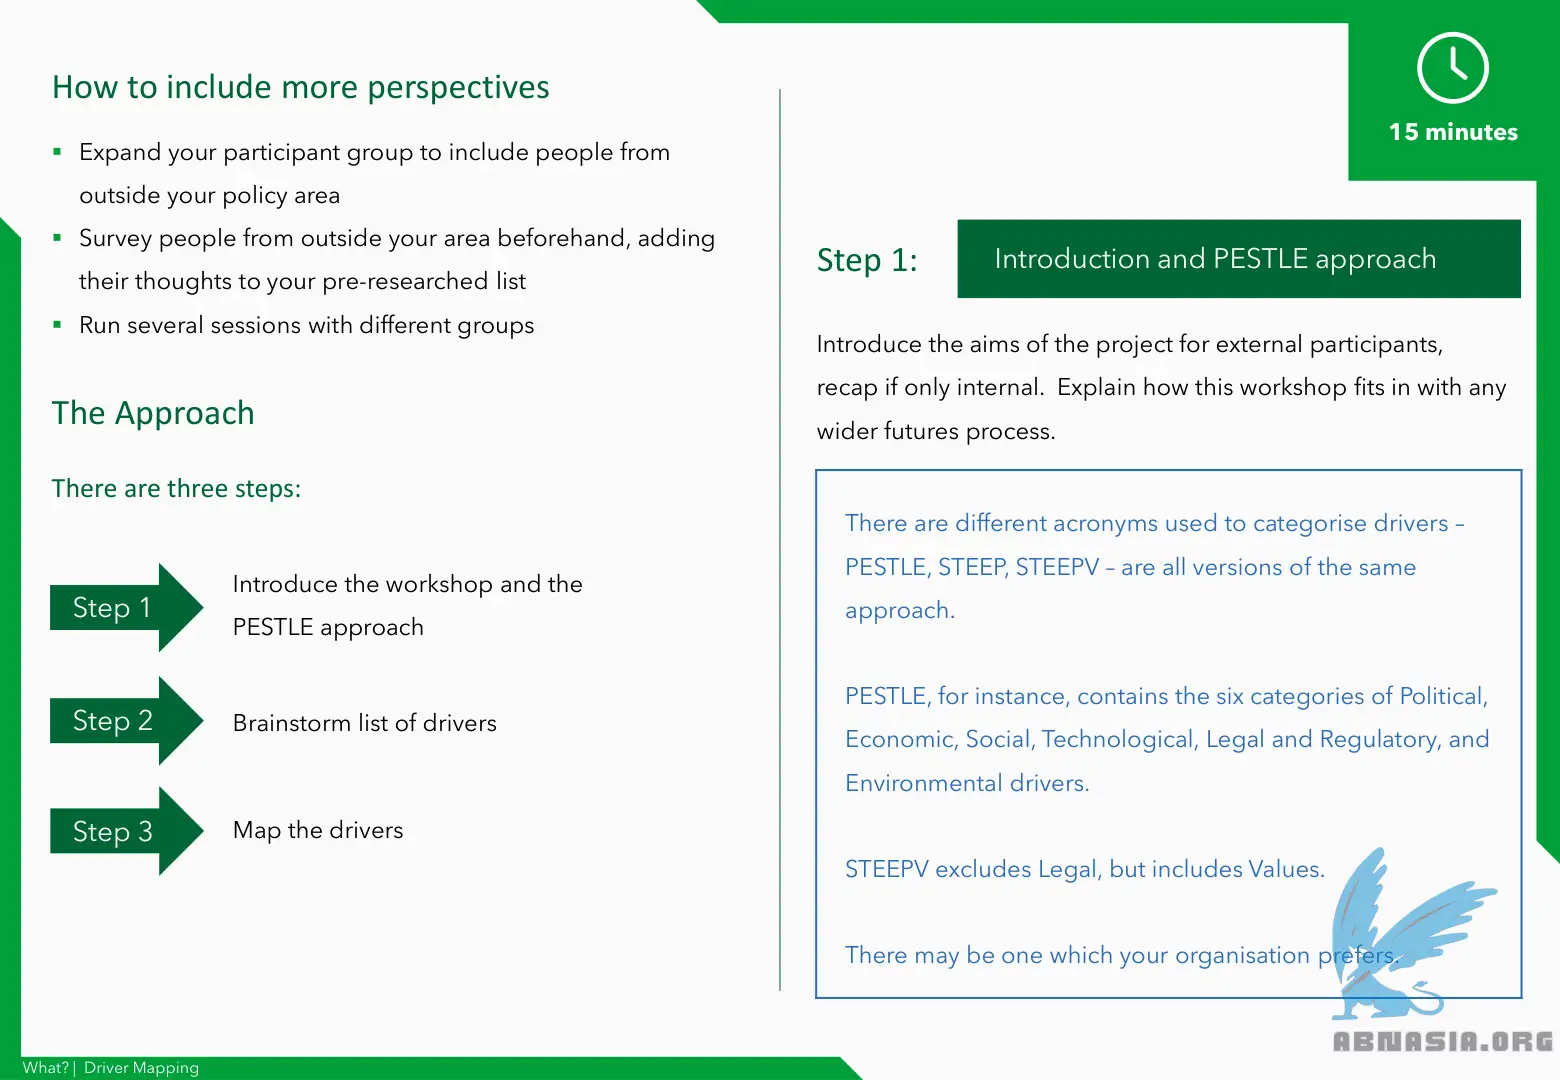 How to include more perspectives
▪ Expand your participant group to include people from
outside your policy area
▪ Survey people from outside your area beforehand, adding
their thoughts to your pre-researched list
▪ Run several sessions with different groups
The Approach
There are three steps:
Step 1
Introduce the workshop and the
PESTLE approach
Step 2
Brainstorm list of drivers
Step 3
Map the drivers
15 minutes
Step 1:
Introduction and PESTLE approach
Introduce the aims of the project for external participants,
recap if only internal.  Explain how this workshop fits in with any
wider futures process.
There are different acronyms used to categorise drivers –
PESTLE, STEEP, STEEPV – are all versions of the same
approach.
PESTLE, for instance, contains the six categories of Political,
Economic, Social, Technological, Legal and Regulatory, and
Environmental drivers.
STEEPV excludes Legal, but includes Values.
There may be one which your organisation prefers.
ABNASIA.ORG
What? | Driver Mapping